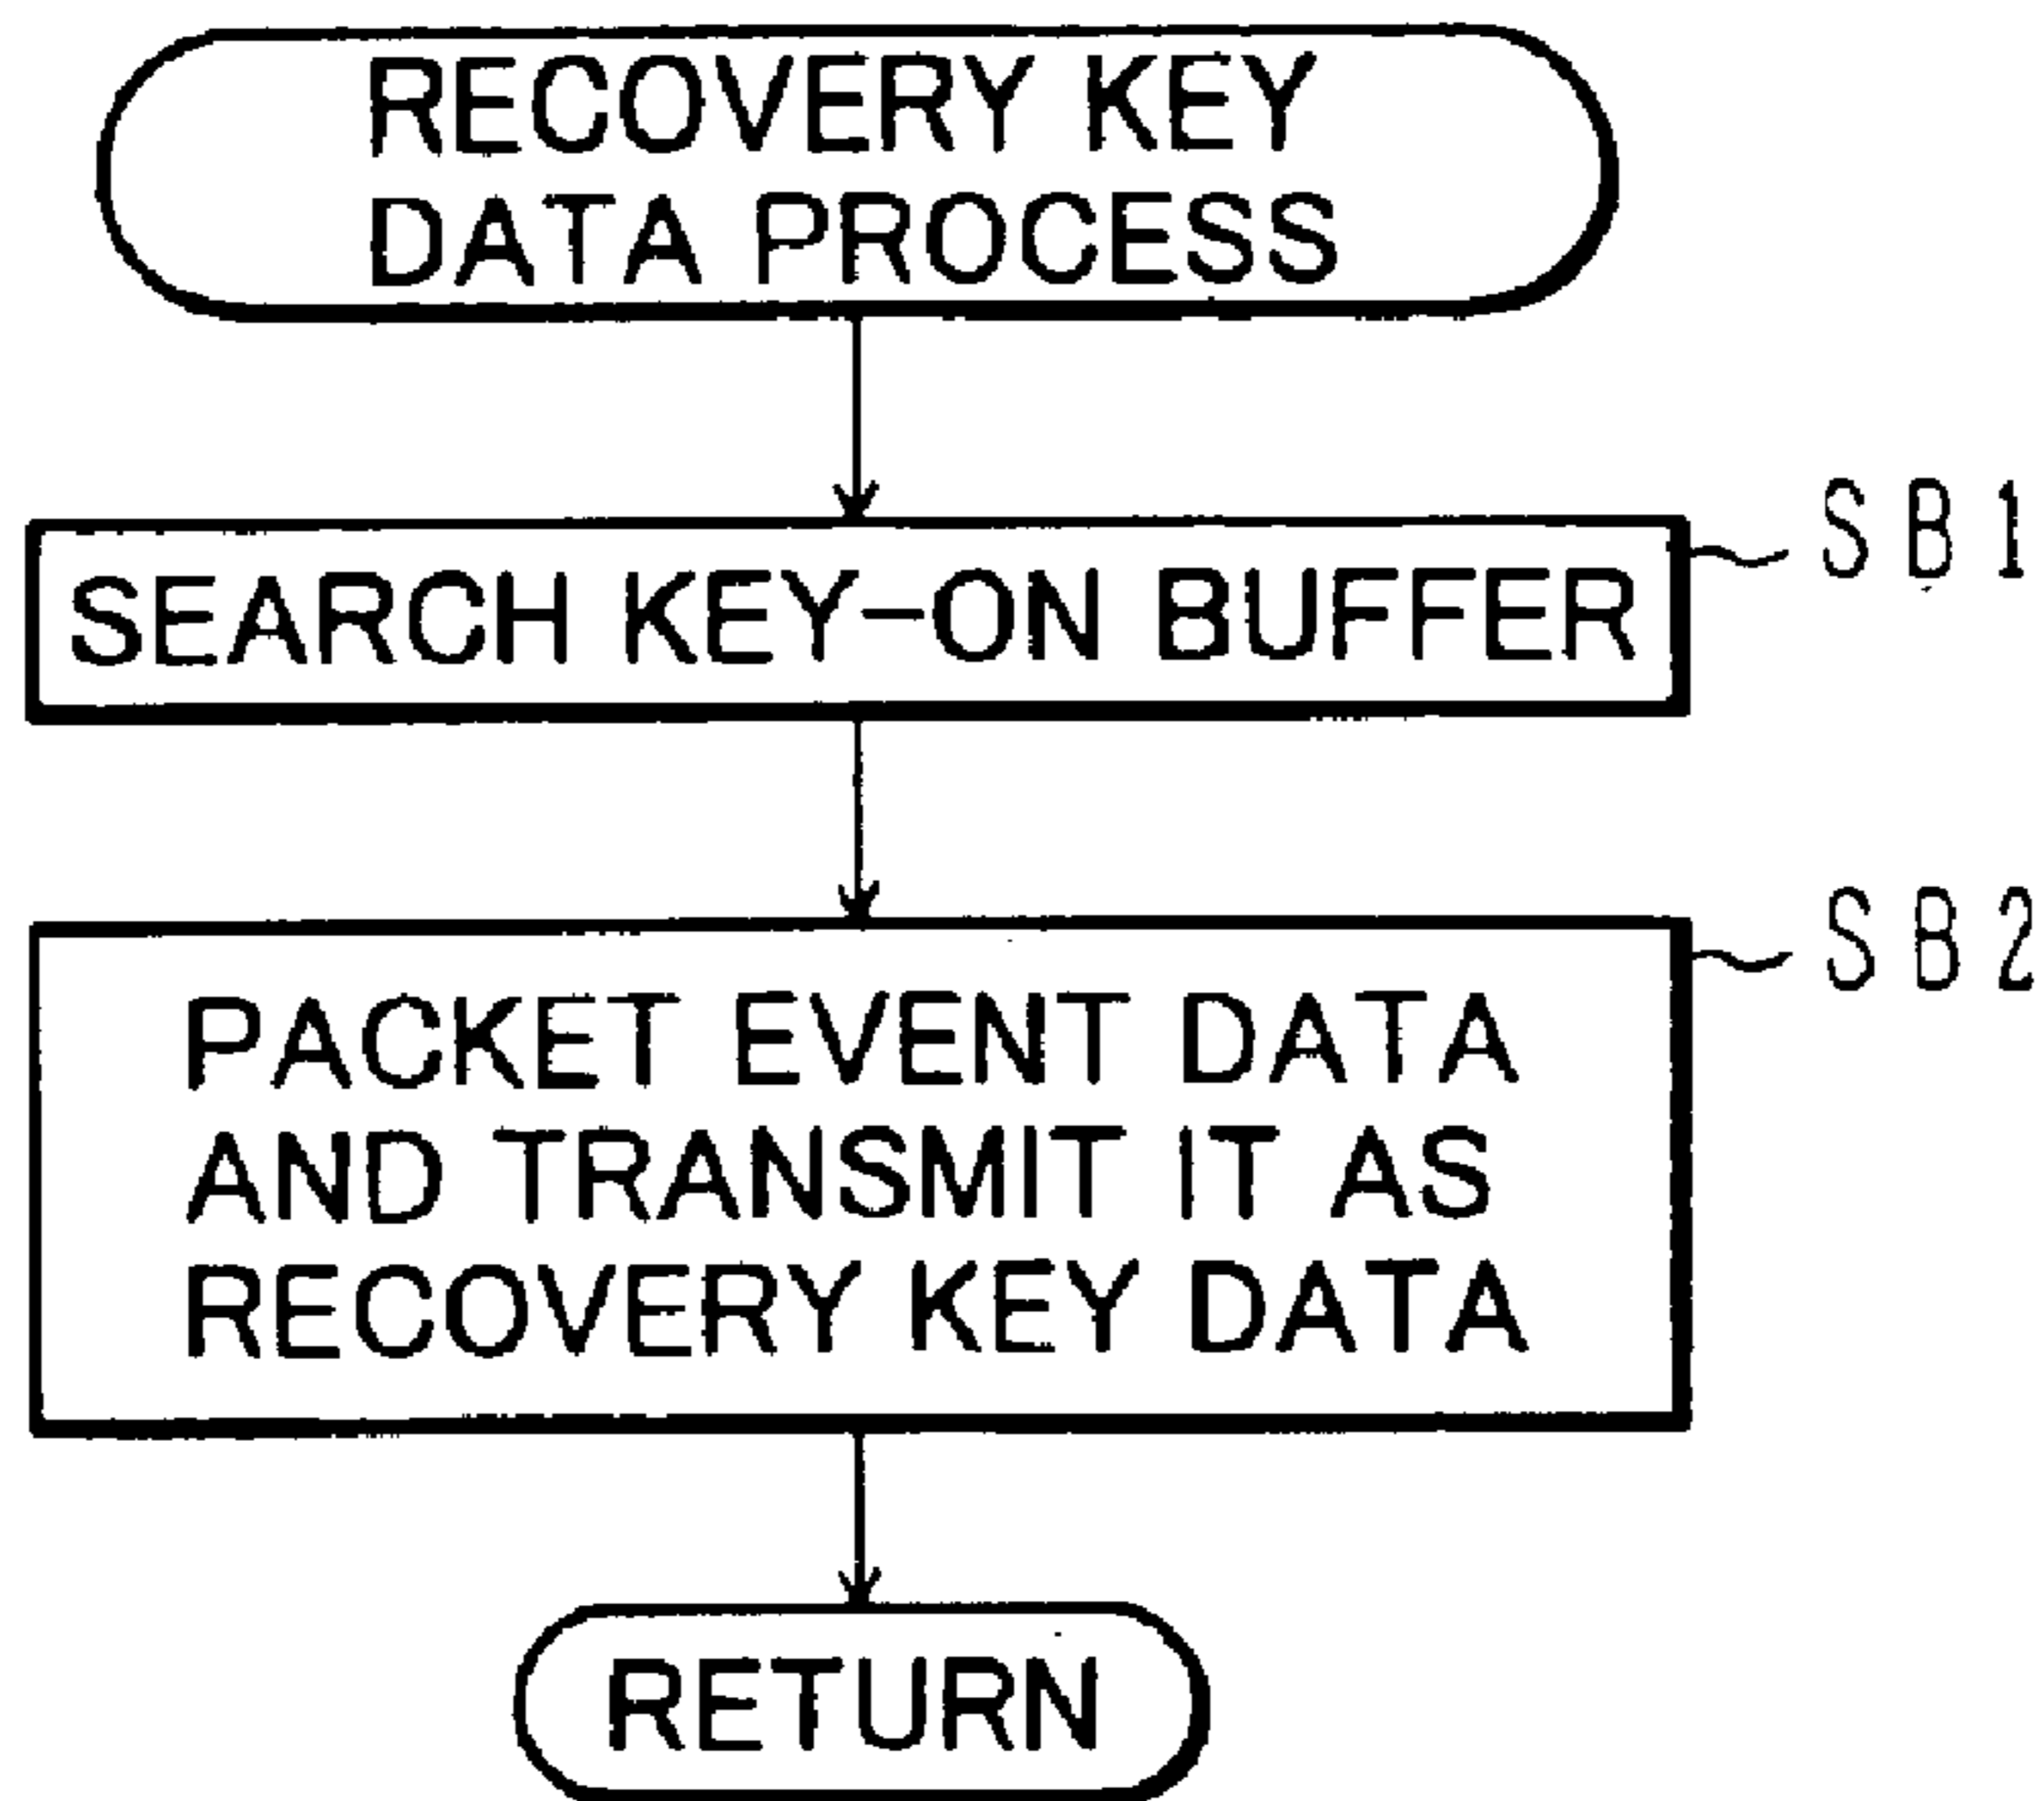 RECOVERY KEY
DATA PROCESS
SB1
SEARCH KEY-ON BUFFER
SB2
PACKET EVENT DATA
AND TRANSMIT IT AS
RECOVERY KEY DATA
RETURN